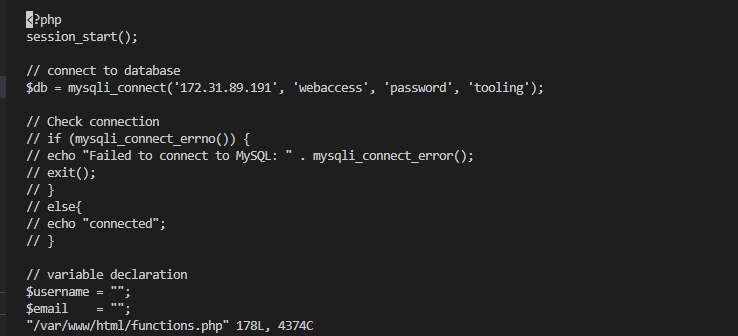 <?php
session_start();
// connect to database
$db = mysqli_connect('172.31.89.191', 'webaccess', 'password', 'tooling');
// Check connection
// if (mysqli_connect_errno()) {
// echo "Failed to connect to MySQL: " . mysqli_connect_error();
// exit();
// }
// else{
// echo "connected";
// }
// variable declaration
$username = "";
$email    = "";
"/var/www/html/functions.php" 178L, 4374C